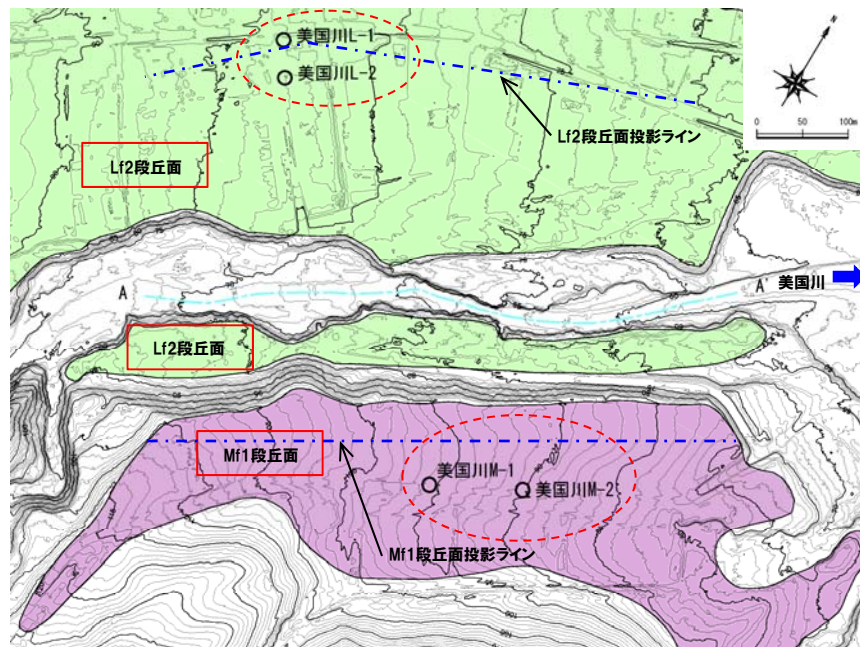 美国川L-1
美国川L-2
N
0 50 100m
Lf2段丘面投影ライン
Lf2段丘面
A
A'
美国川
Lf2段丘面
Mf1段丘面
美国川M-1
美国川M-2
Mf1段丘面投影ライン